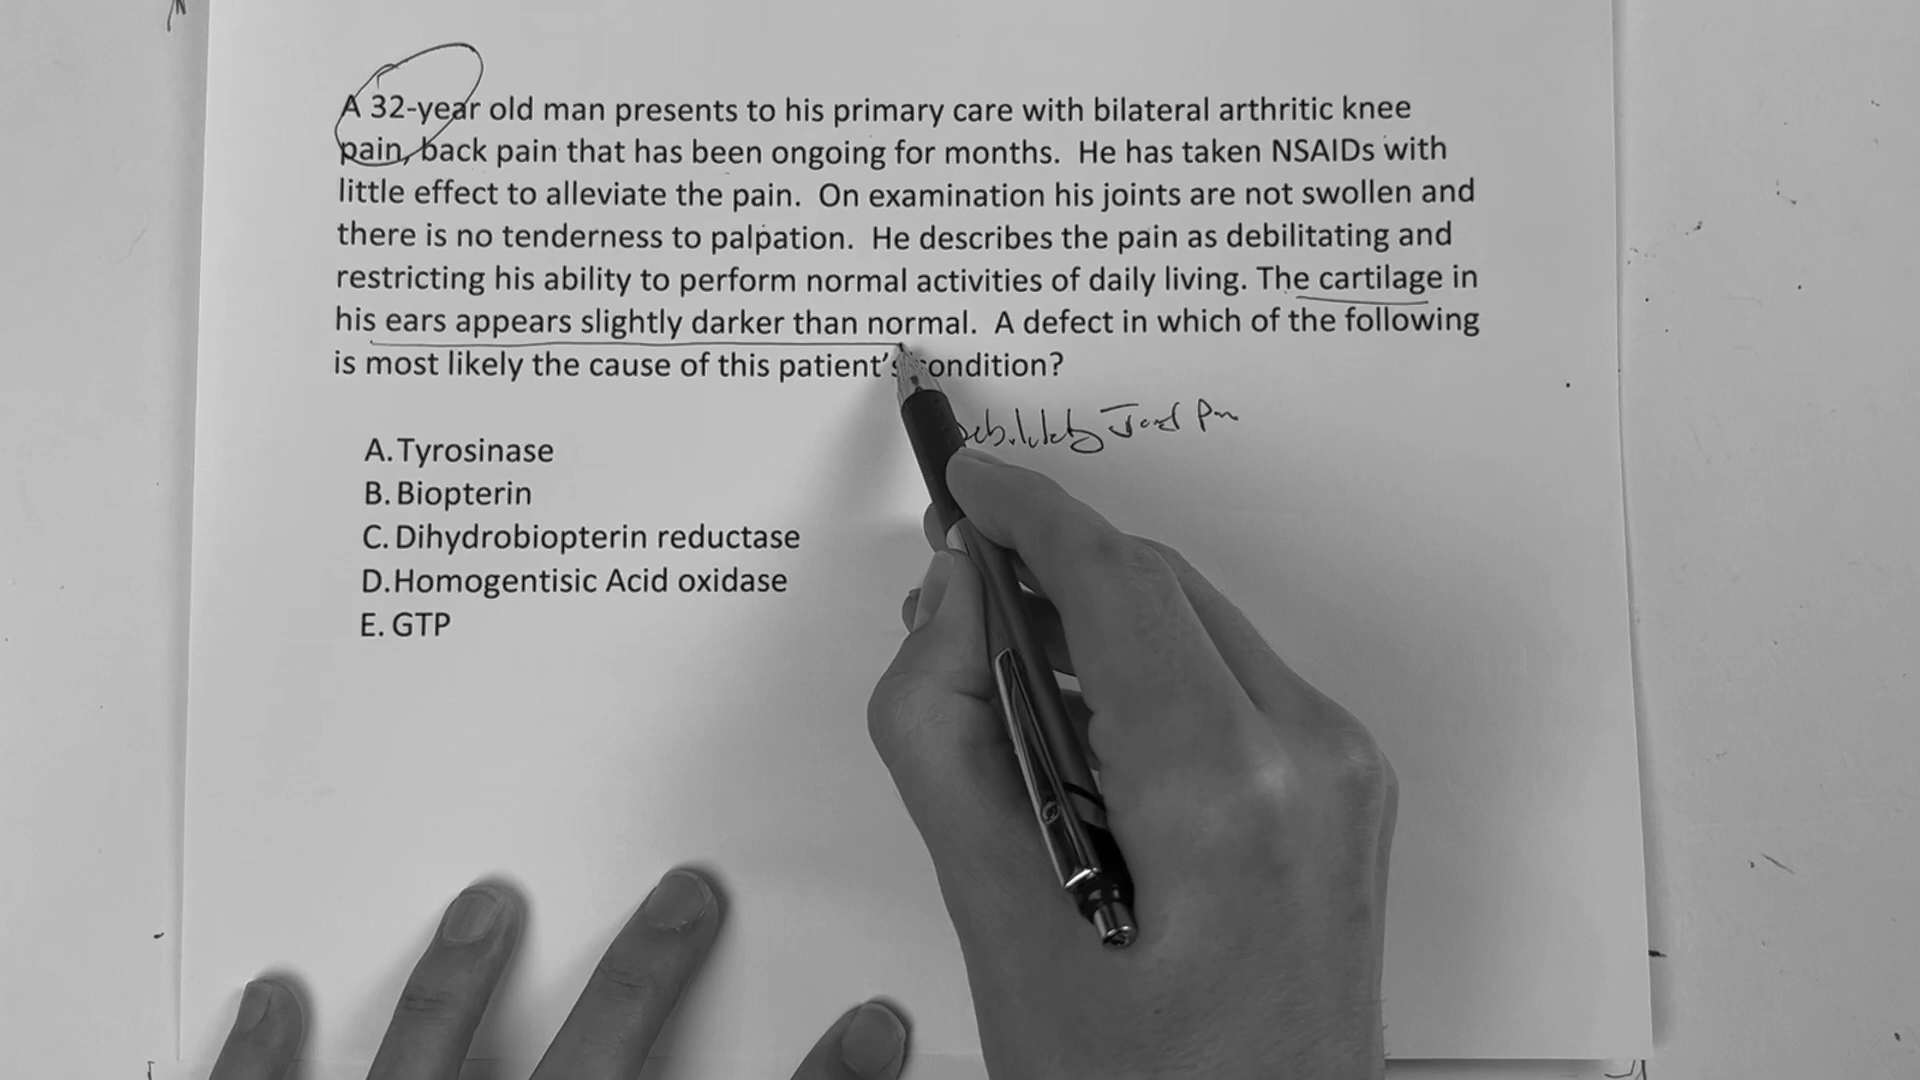 A 32-year old man presents to his primary care with bilateral arthritic knee
pain, back pain that has been ongoing for months.  He has taken NSAIDs with
little effect to alleviate the pain.  On examination his joints are not swollen and
there is no tenderness to palpation.  He describes the pain as debilitating and
restricting his ability to perform normal activities of daily living. The cartilage in
his ears appears slightly darker than normal.  A defect in which of the following
is most likely the cause of this patient's condition?
A. Tyrosinase
B. Biopterin
C. Dihydrobiopterin reductase
D. Homogentisic Acid oxidase
E. GTP